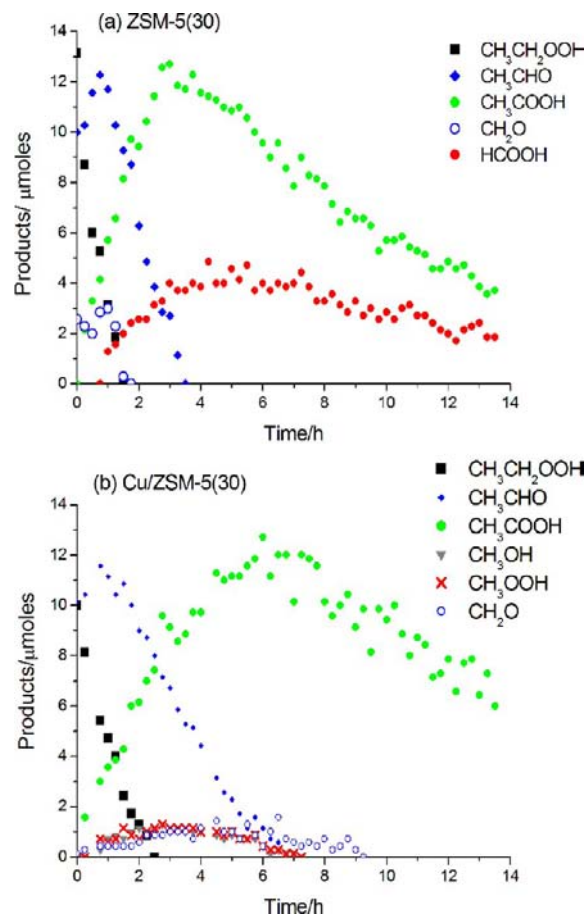 (a) ZSM-5(30)
CH₃CH₂OOH
CH₃CHO
CH₃COOH
CH₂O
HCOOH
Products/ μmoles
14
12
10
8
6
4
2
0
0 2 4 6 8 10 12 14
Time/h
(b) Cu/ZSM-5(30)
CH₃CH₂OOH
CH₃CHO
CH₃COOH
CH₃OH
CH₃OOH
CH₂O
Products/μmoles
14
12
10
8
6
4
2
0
0 2 4 6 8 10 12 14
Time/h